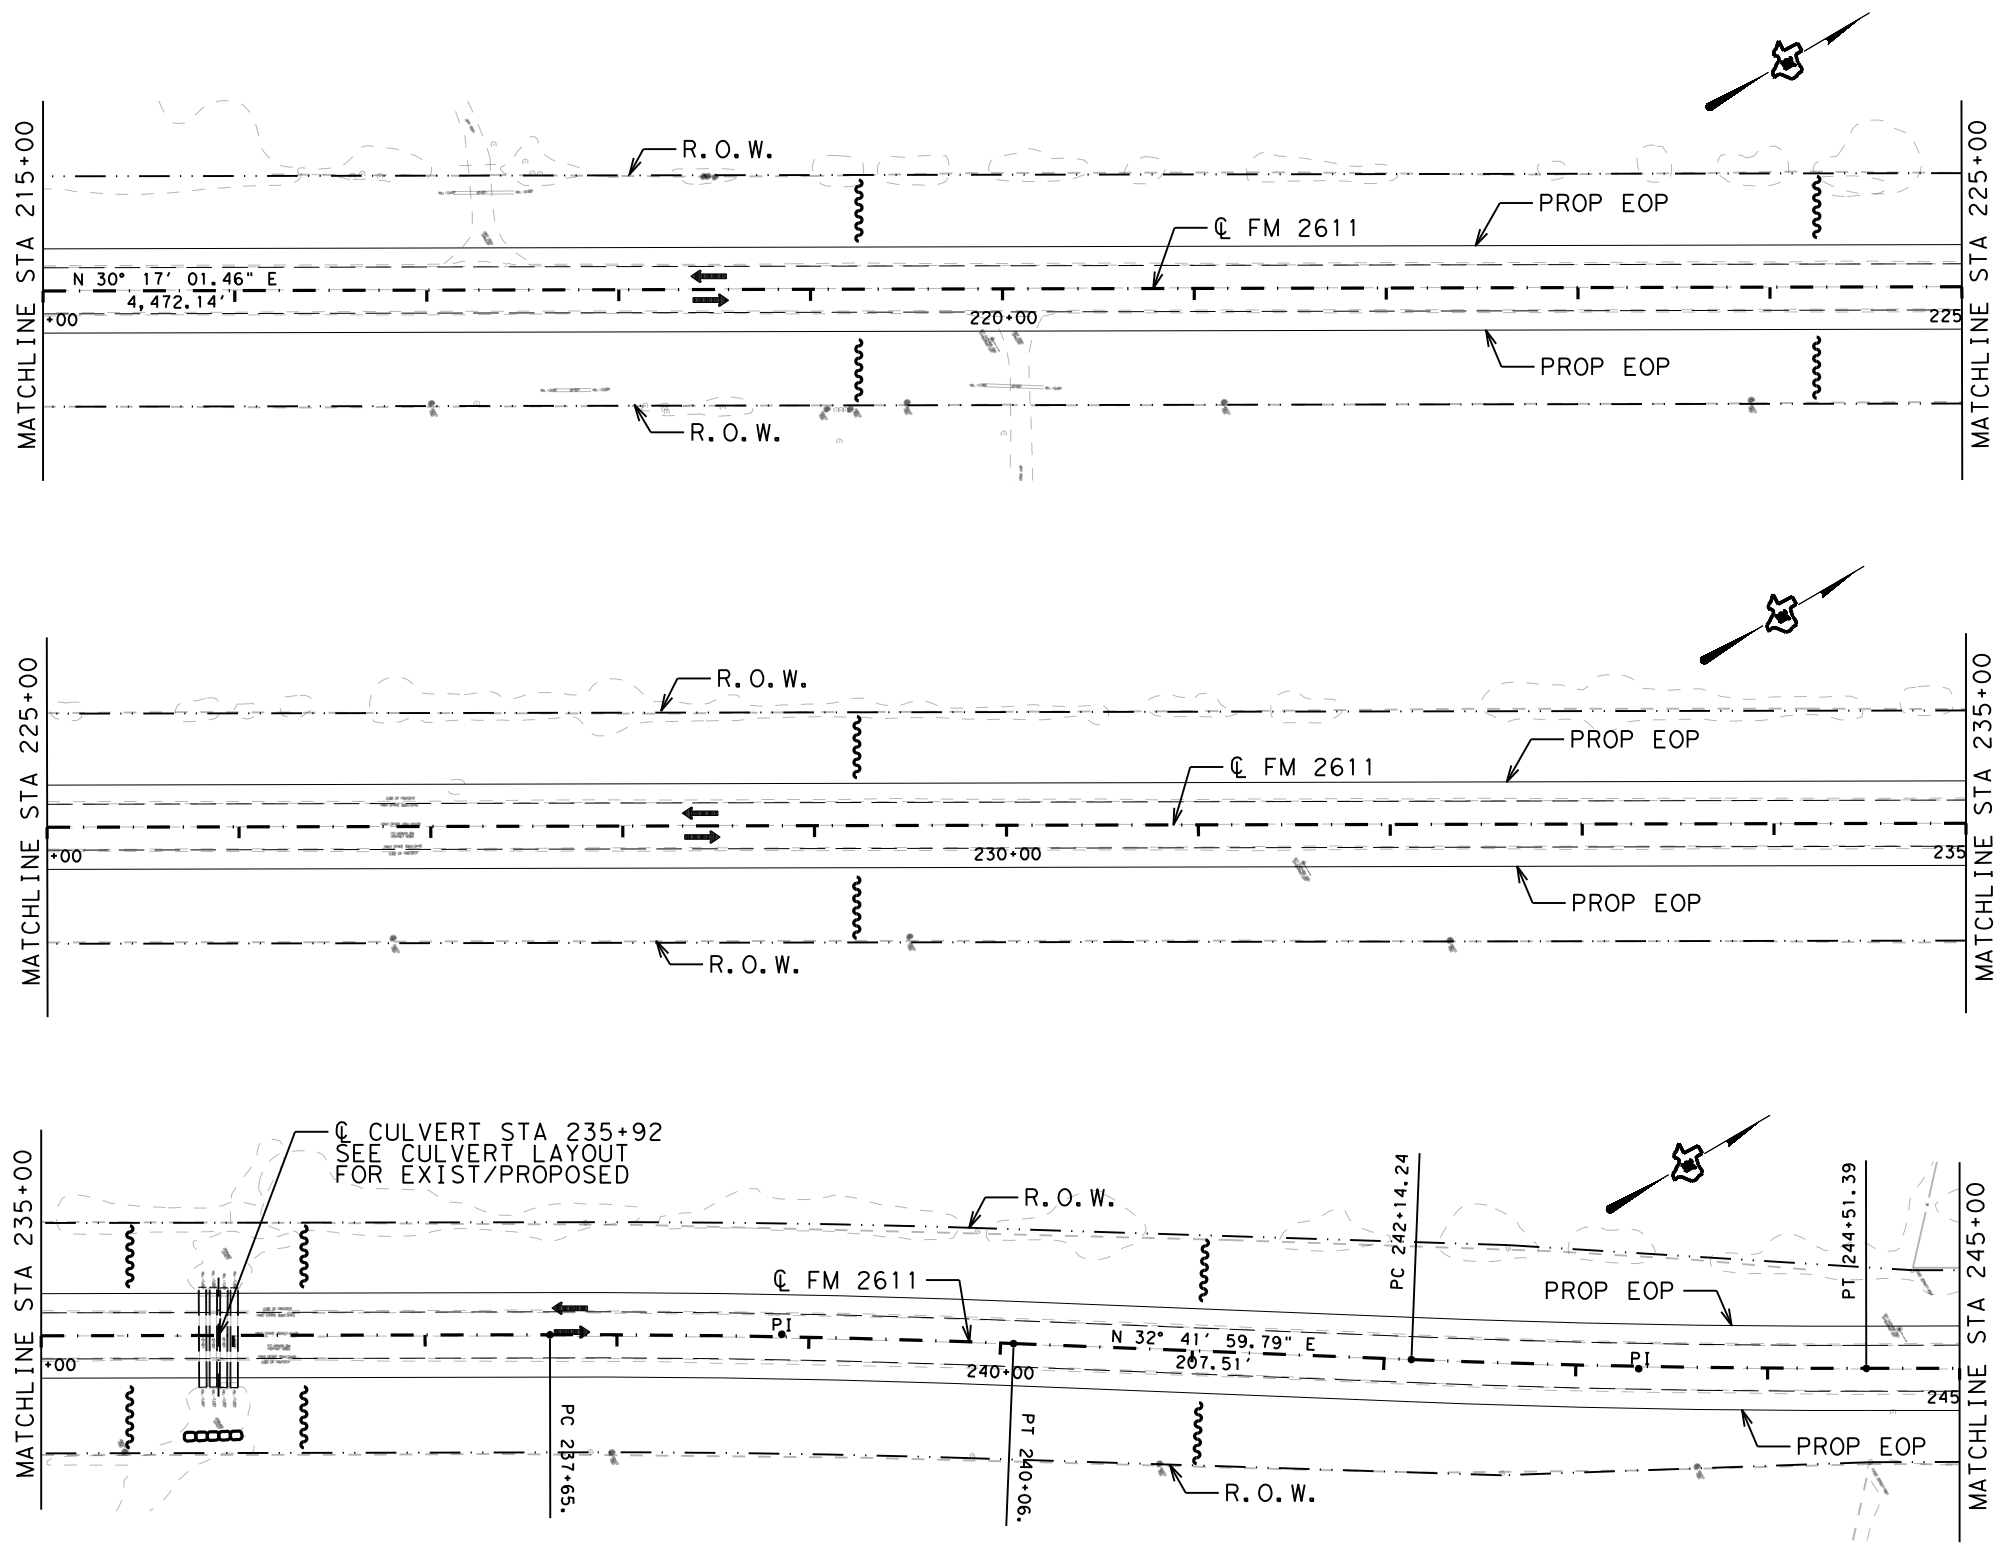 MATCHLINE STA 215+00
R.O.W.
PROP EOP
℄ FM 2611
N 30° 17' 01.46" E
4,472.14'
+00
220+00
225
PROP EOP
R.O.W.
MATCHLINE STA 225+00
MATCHLINE STA 225+00
R.O.W.
PROP EOP
℄ FM 2611
+00
230+00
235
PROP EOP
R.O.W.
MATCHLINE STA 235+00
MATCHLINE STA 235+00
℄ CULVERT STA 235+92
SEE CULVERT LAYOUT
FOR EXIST/PROPOSED
R.O.W.
PC 242+14.24
PT 244+51.39
℄ FM 2611
PROP EOP
PI
N 32° 41' 59.79" E
207.51'
PI
+00
240+00
245
PC 237+65.
PT 240+06.
PROP EOP
R.O.W.
MATCHLINE STA 245+00